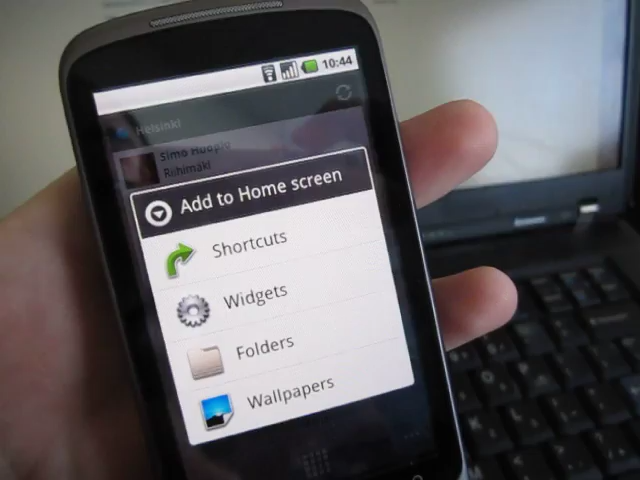 10:44
Helsinki
Simo Huopio
Riihimäki
Add to Home screen
Shortcuts
Widgets
Folders
Wallpapers